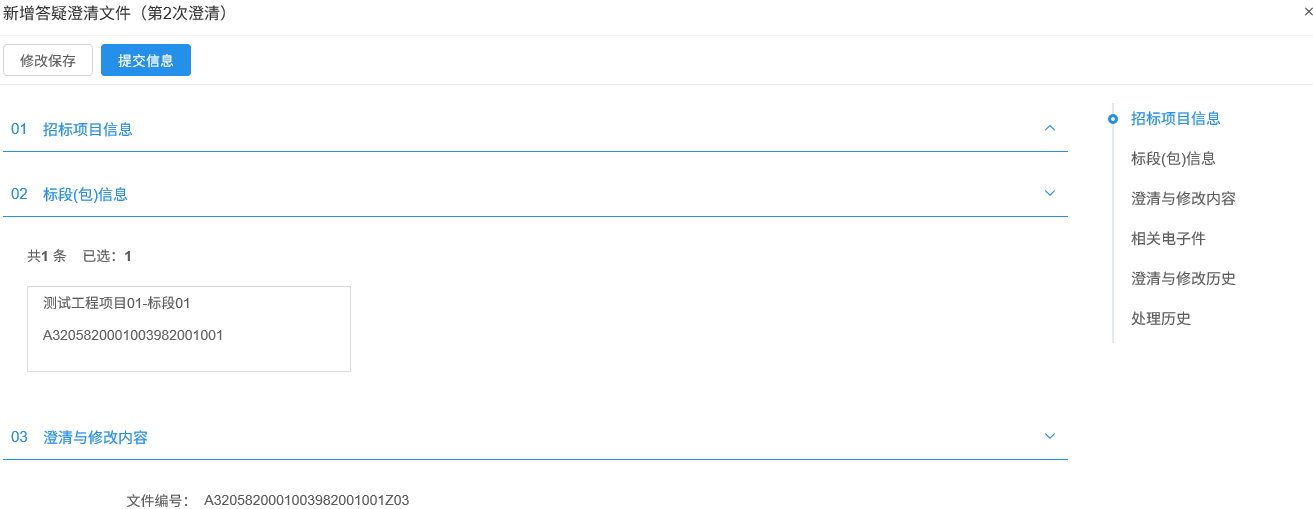 新增答疑澄清文件（第2次澄清）
×
修改保存 提交信息
01 招标项目信息
02 标段(包)信息
共1 条 已选：1
测试工程项目01-标段01
A3205820001003982001001
03 澄清与修改内容
文件编号： A3205820001003982001001Z03
招标项目信息
标段(包)信息
澄清与修改内容
相关电子件
澄清与修改历史
处理历史